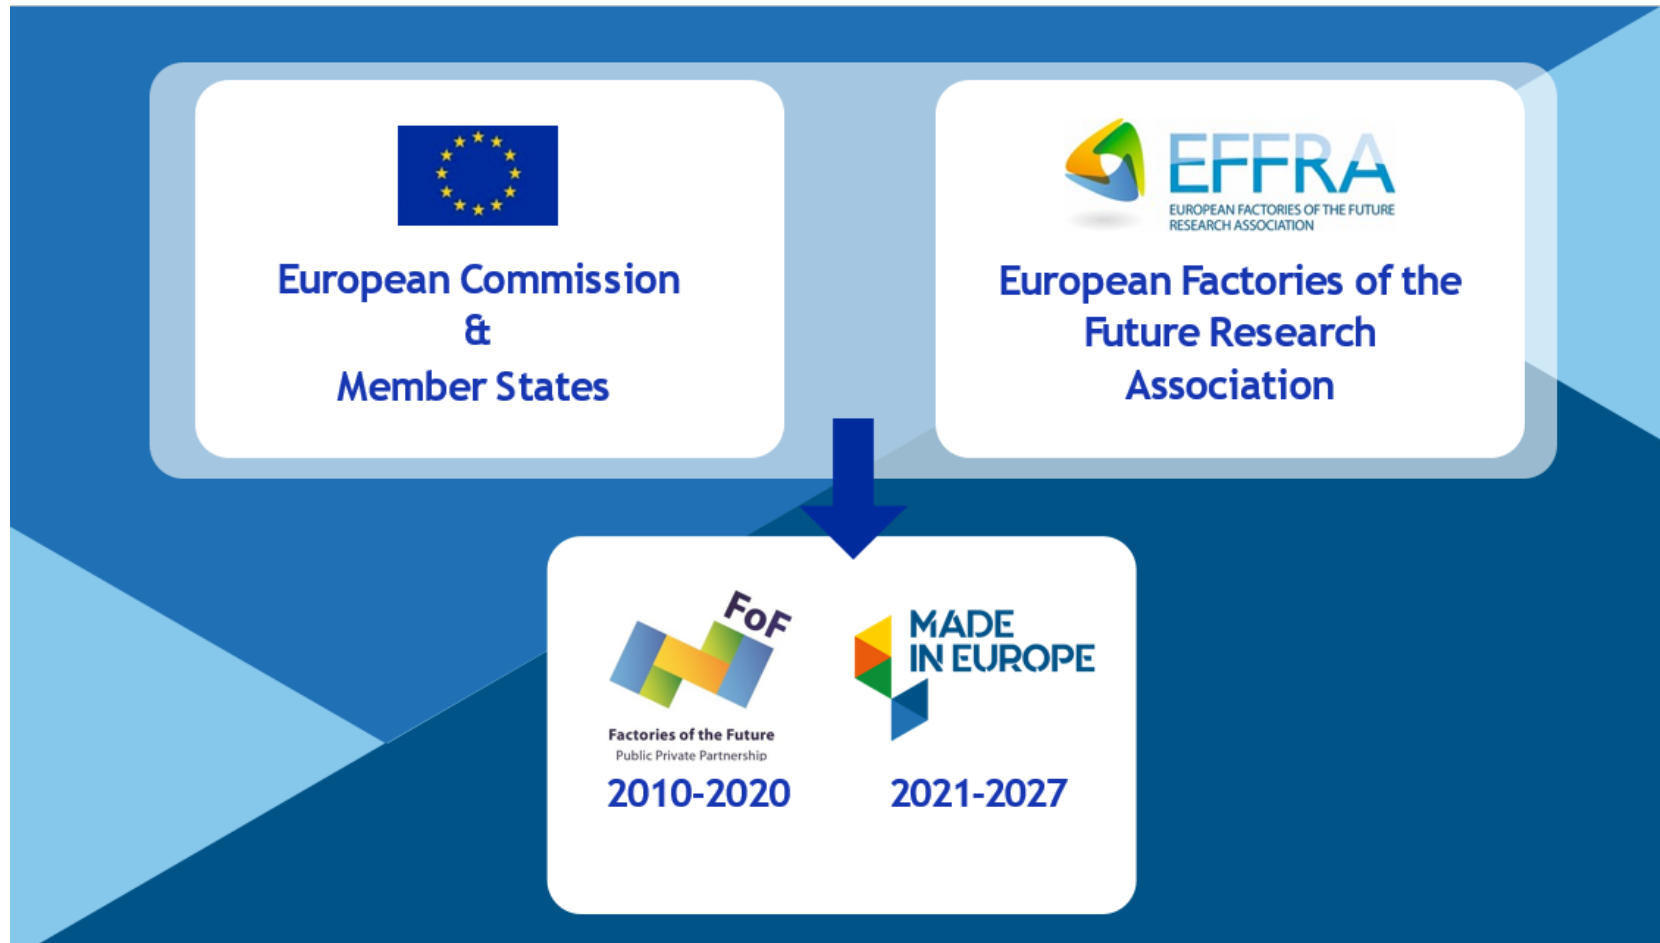 European Commission
&
Member States
EFFRA
EUROPEAN FACTORIES OF THE FUTURE
RESEARCH ASSOCIATION
European Factories of the
Future Research
Association
FoF
Factories of the Future
Public Private Partnership
2010-2020
MADE
IN EUROPE
2021-2027